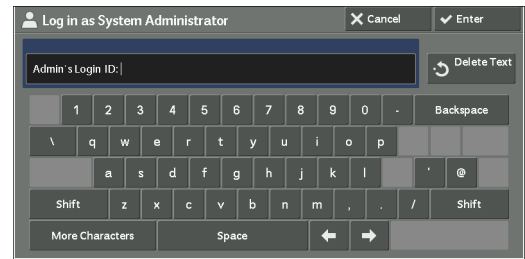 Log in as System Administrator Cancel Enter
Admin's Login ID: Delete Text
1 2 3 4 5 6 7 8 9 0 - Backspace
\ q w e r t y u i o p
a s d f g h j k l ' @
Shift z x c v b n m , . / Shift
More Characters Space